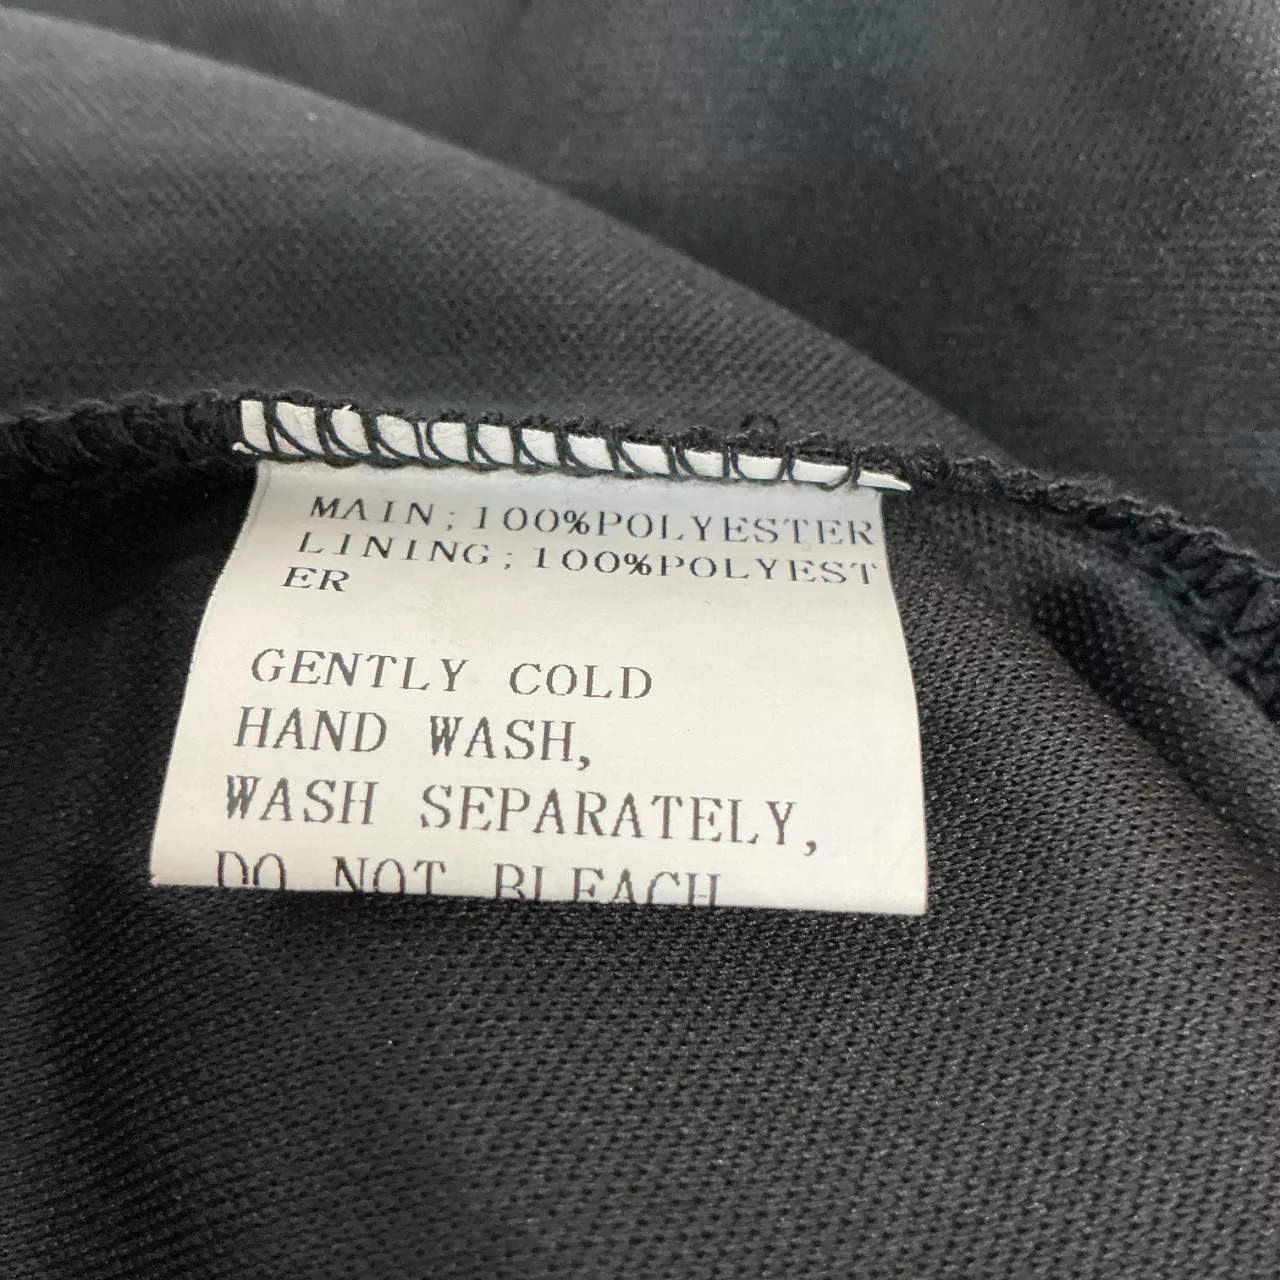 MAIN;100%POLYESTER
LINING;100%POLYEST
ER
GENTLY COLD
HAND WASH,
WASH SEPARATELY,
DO NOT BLEACH